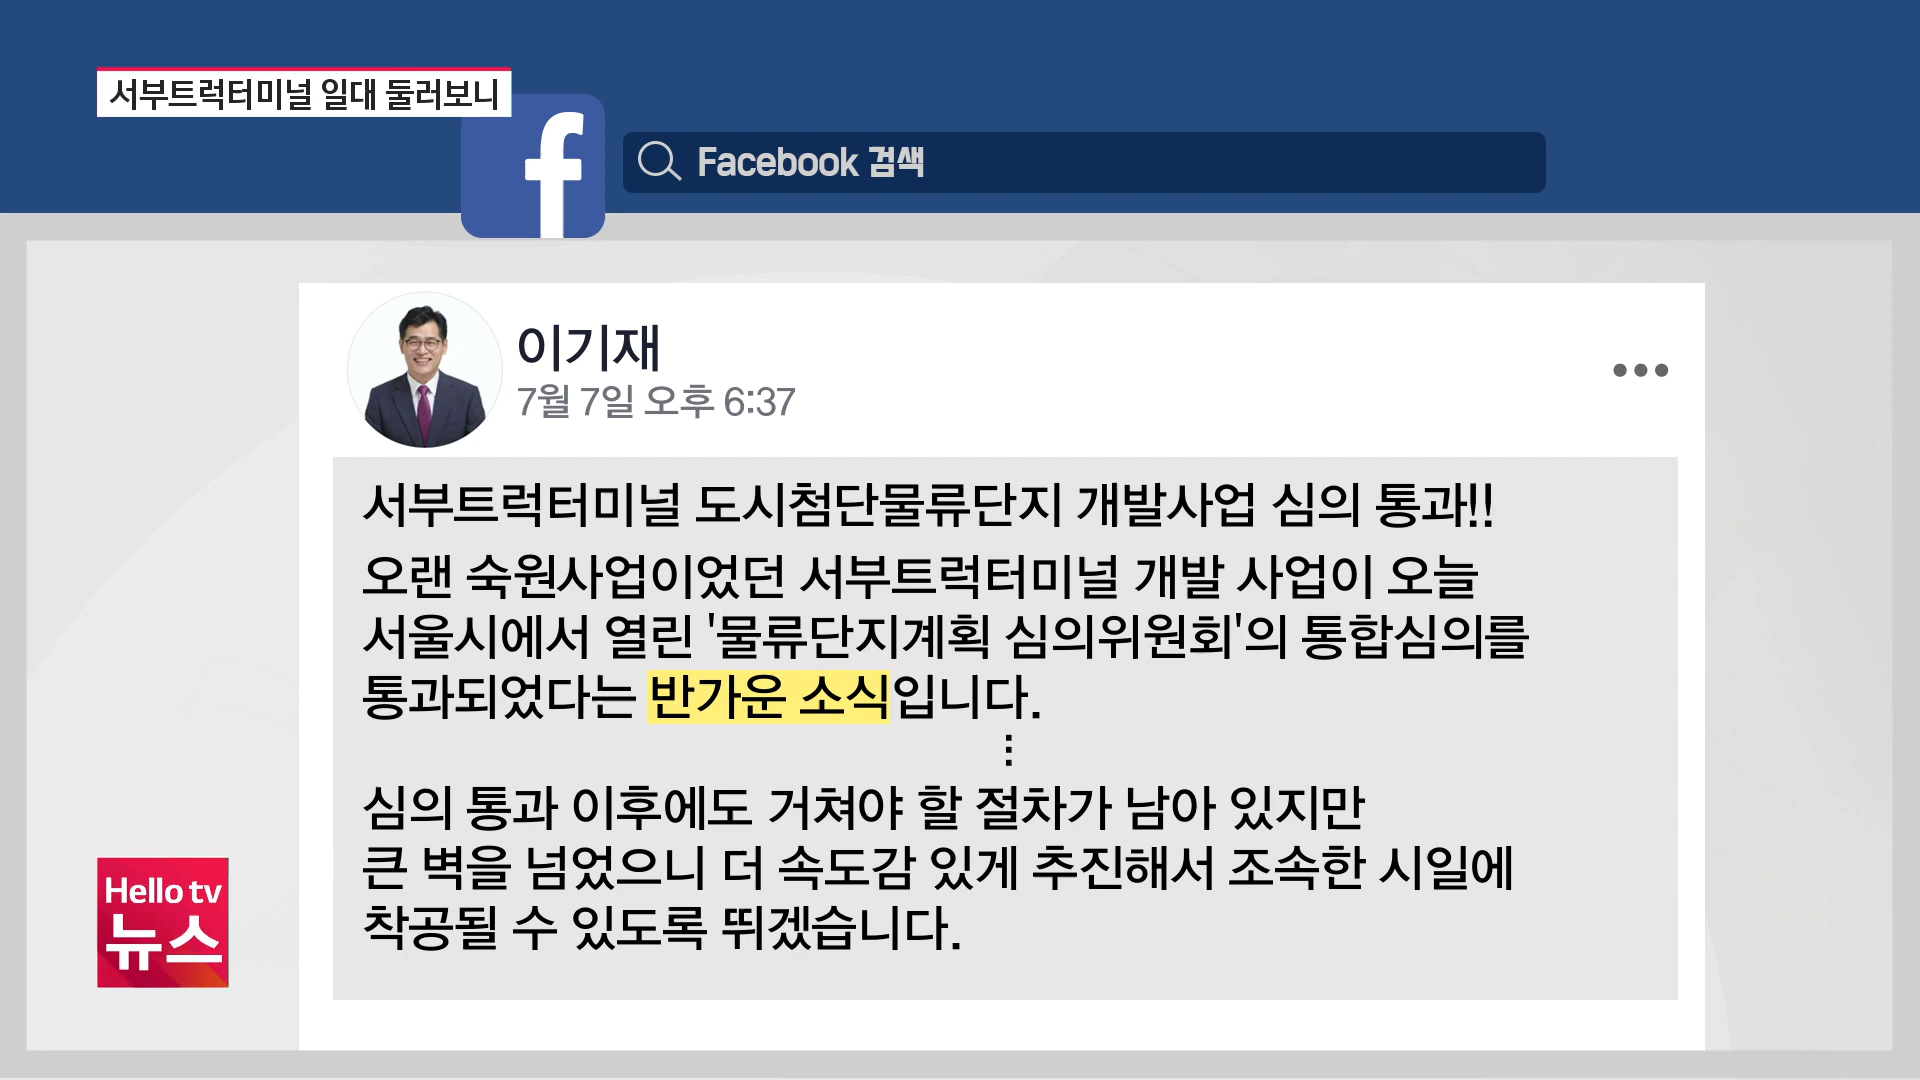 서부트럭터미널 일대 둘러보니
f
Facebook 검색
이기재
7월 7일 오후 6:37
서부트럭터미널 도시첨단물류단지 개발사업 심의 통과!!
오랜 숙원사업이었던 서부트럭터미널 개발 사업이 오늘
서울시에서 열린 '물류단지계획 심의위원회'의 통합심의를
통과되었다는 반가운 소식입니다.
⋮
심의 통과 이후에도 거쳐야 할 절차가 남아 있지만
큰 벽을 넘었으니 더 속도감 있게 추진해서 조속한 시일에
착공될 수 있도록 뛰겠습니다.
Hello tv
뉴스